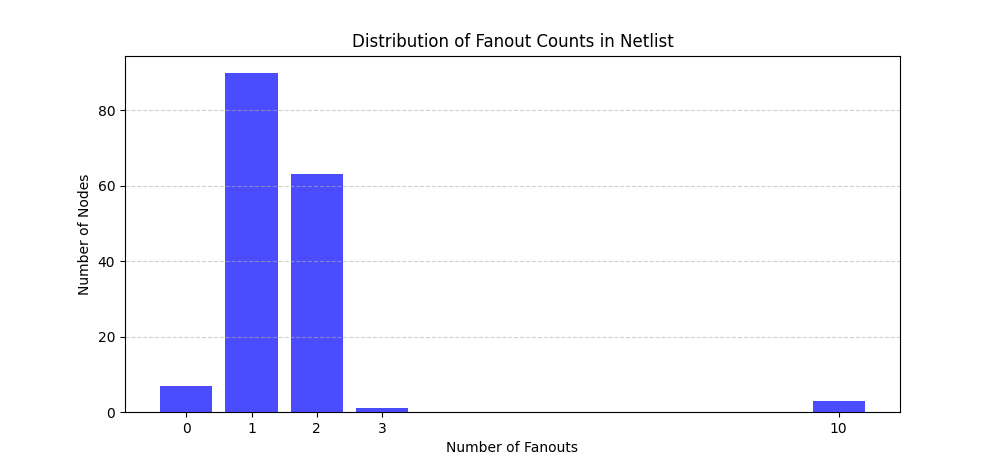 Distribution of Fanout Counts in Netlist
Number of Nodes
80
60
40
20
0
0 1 2 3 10
Number of Fanouts